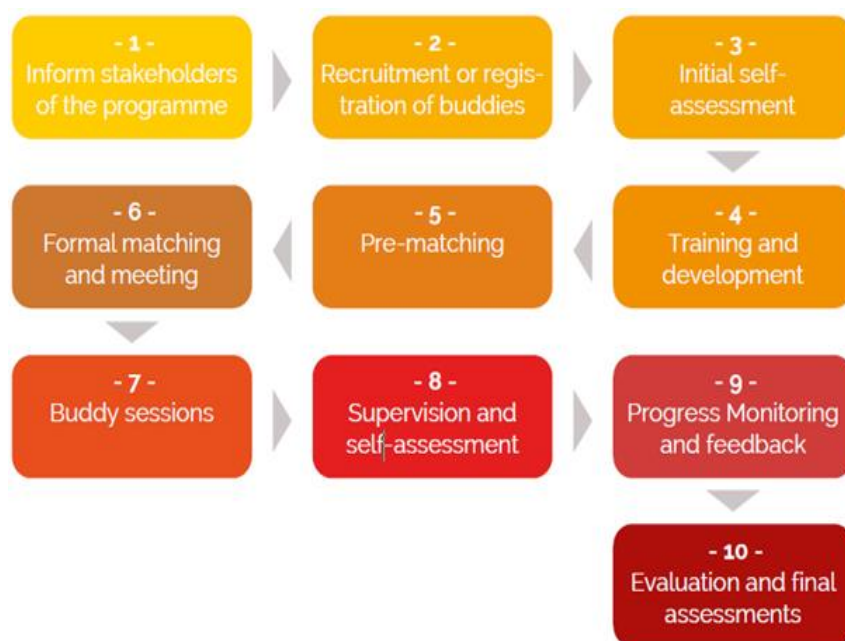 - 1 -
Inform stakeholders
of the programme
- 2 -
Recruitment or regis-
tration of buddies
- 3 -
Initial self-
assessment
- 4 -
Training and
development
- 5 -
Pre-matching
- 6 -
Formal matching
and meeting
- 7 -
Buddy sessions
- 8 -
Supervision and
self-assessment
- 9 -
Progress Monitoring
and feedback
- 10 -
Evaluation and final
assessments